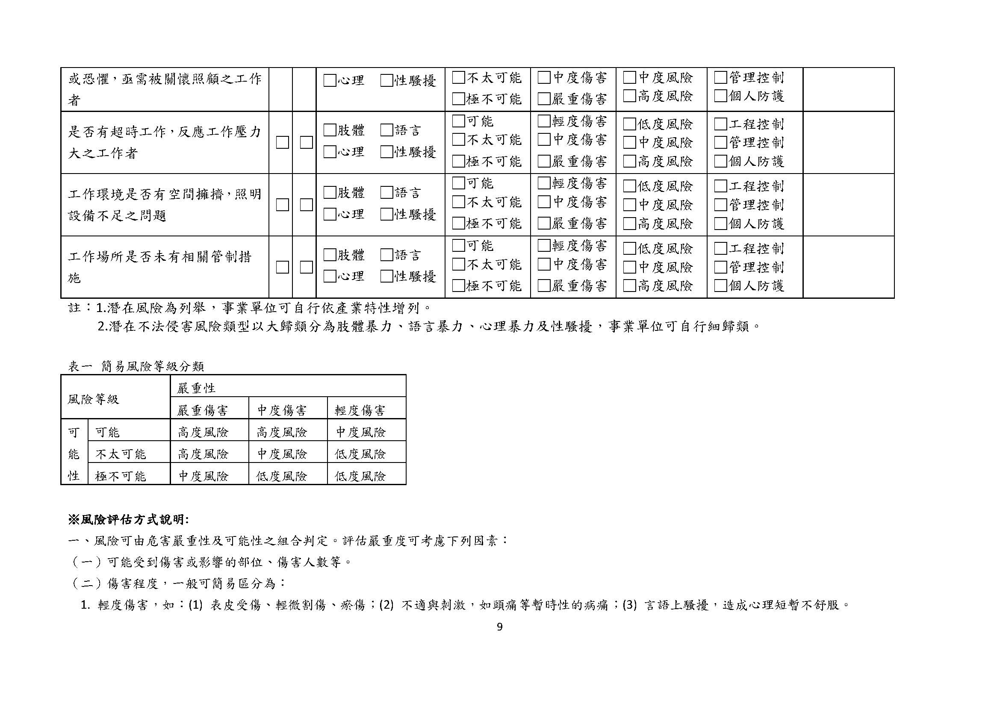 或恐懼，亟需被關懷照顧之工作
者
□心理 □性騷擾
□不太可能
□極不可能
□中度傷害
□嚴重傷害
□中度風險
□高度風險
□管理控制
□個人防護
是否有超時工作，反應工作壓力
大之工作者
□ □
□肢體 □語言
□心理 □性騷擾
□可能
□不太可能
□極不可能
□輕度傷害
□中度傷害
□嚴重傷害
□低度風險
□中度風險
□高度風險
□工程控制
□管理控制
□個人防護
工作環境是否有空間擁擠，照明
設備不足之問題
□ □
□肢體 □語言
□心理 □性騷擾
□可能
□不太可能
□極不可能
□輕度傷害
□中度傷害
□嚴重傷害
□低度風險
□中度風險
□高度風險
□工程控制
□管理控制
□個人防護
工作場所是否未有相關管制措
施
□ □
□肢體 □語言
□心理 □性騷擾
□可能
□不太可能
□極不可能
□輕度傷害
□中度傷害
□嚴重傷害
□低度風險
□中度風險
□高度風險
□工程控制
□管理控制
□個人防護
註：1.潛在風險為列舉，事業單位可自行依產業特性增列。
2.潛在不法侵害風險類型以大歸類分為肢體暴力、語言暴力、心理暴力及性騷擾，事業單位可自行細歸類。
表一 簡易風險等級分類
風險等級
嚴重性
嚴重傷害 中度傷害 輕度傷害
可能性
可能 高度風險 高度風險 中度風險
不太可能 高度風險 中度風險 低度風險
極不可能 中度風險 低度風險 低度風險
※風險評估方式說明:
一、風險可由危害嚴重性及可能性之組合判定。評估嚴重度可考慮下列因素：
（一）可能受到傷害或影響的部位、傷害人數等。
（二）傷害程度，一般可簡易區分為：
1. 輕度傷害，如：(1) 表皮受傷、輕微割傷、瘀傷；(2) 不適與刺激，如頭痛等暫時性的病痛；(3) 言語上騷擾，造成心理短暫不舒服。
9